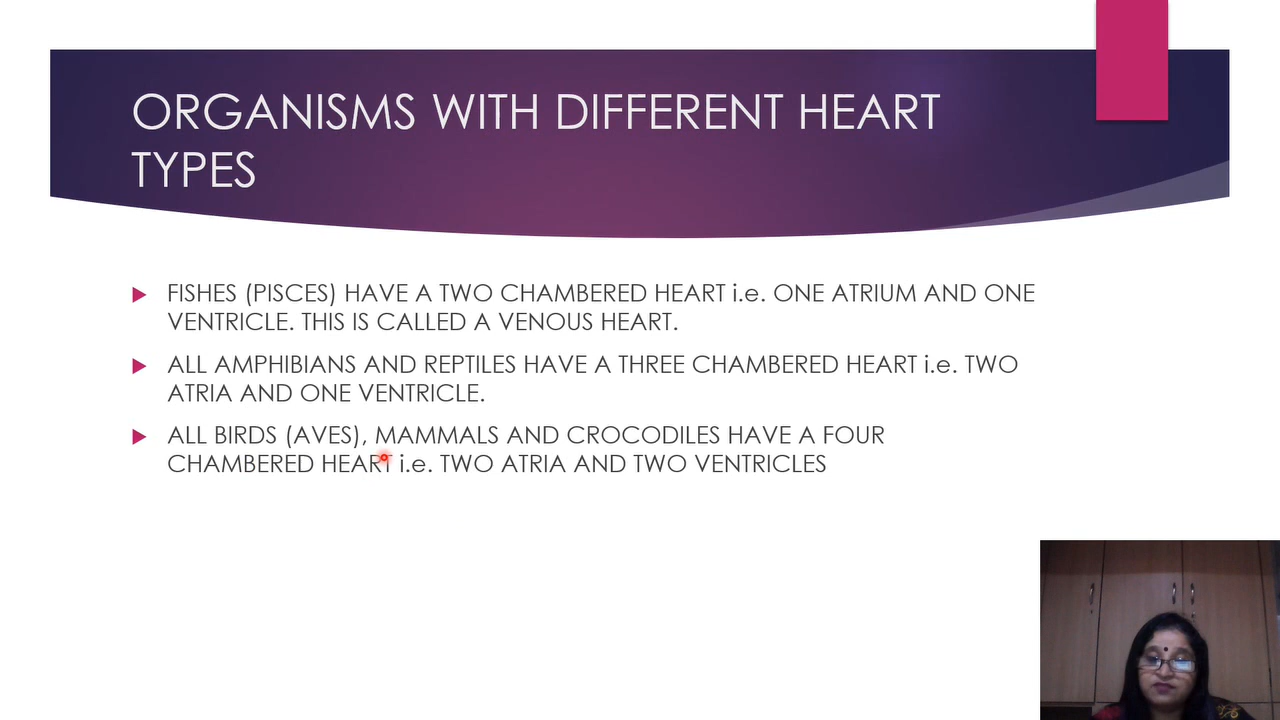 ORGANISMS WITH DIFFERENT HEART
TYPES
FISHES (PISCES) HAVE A TWO CHAMBERED HEART i.e. ONE ATRIUM AND ONE
VENTRICLE. THIS IS CALLED A VENOUS HEART.
ALL AMPHIBIANS AND REPTILES HAVE A THREE CHAMBERED HEART i.e. TWO
ATRIA AND ONE VENTRICLE.
ALL BIRDS (AVES), MAMMALS AND CROCODILES HAVE A FOUR
CHAMBERED HEART i.e. TWO ATRIA AND TWO VENTRICLES